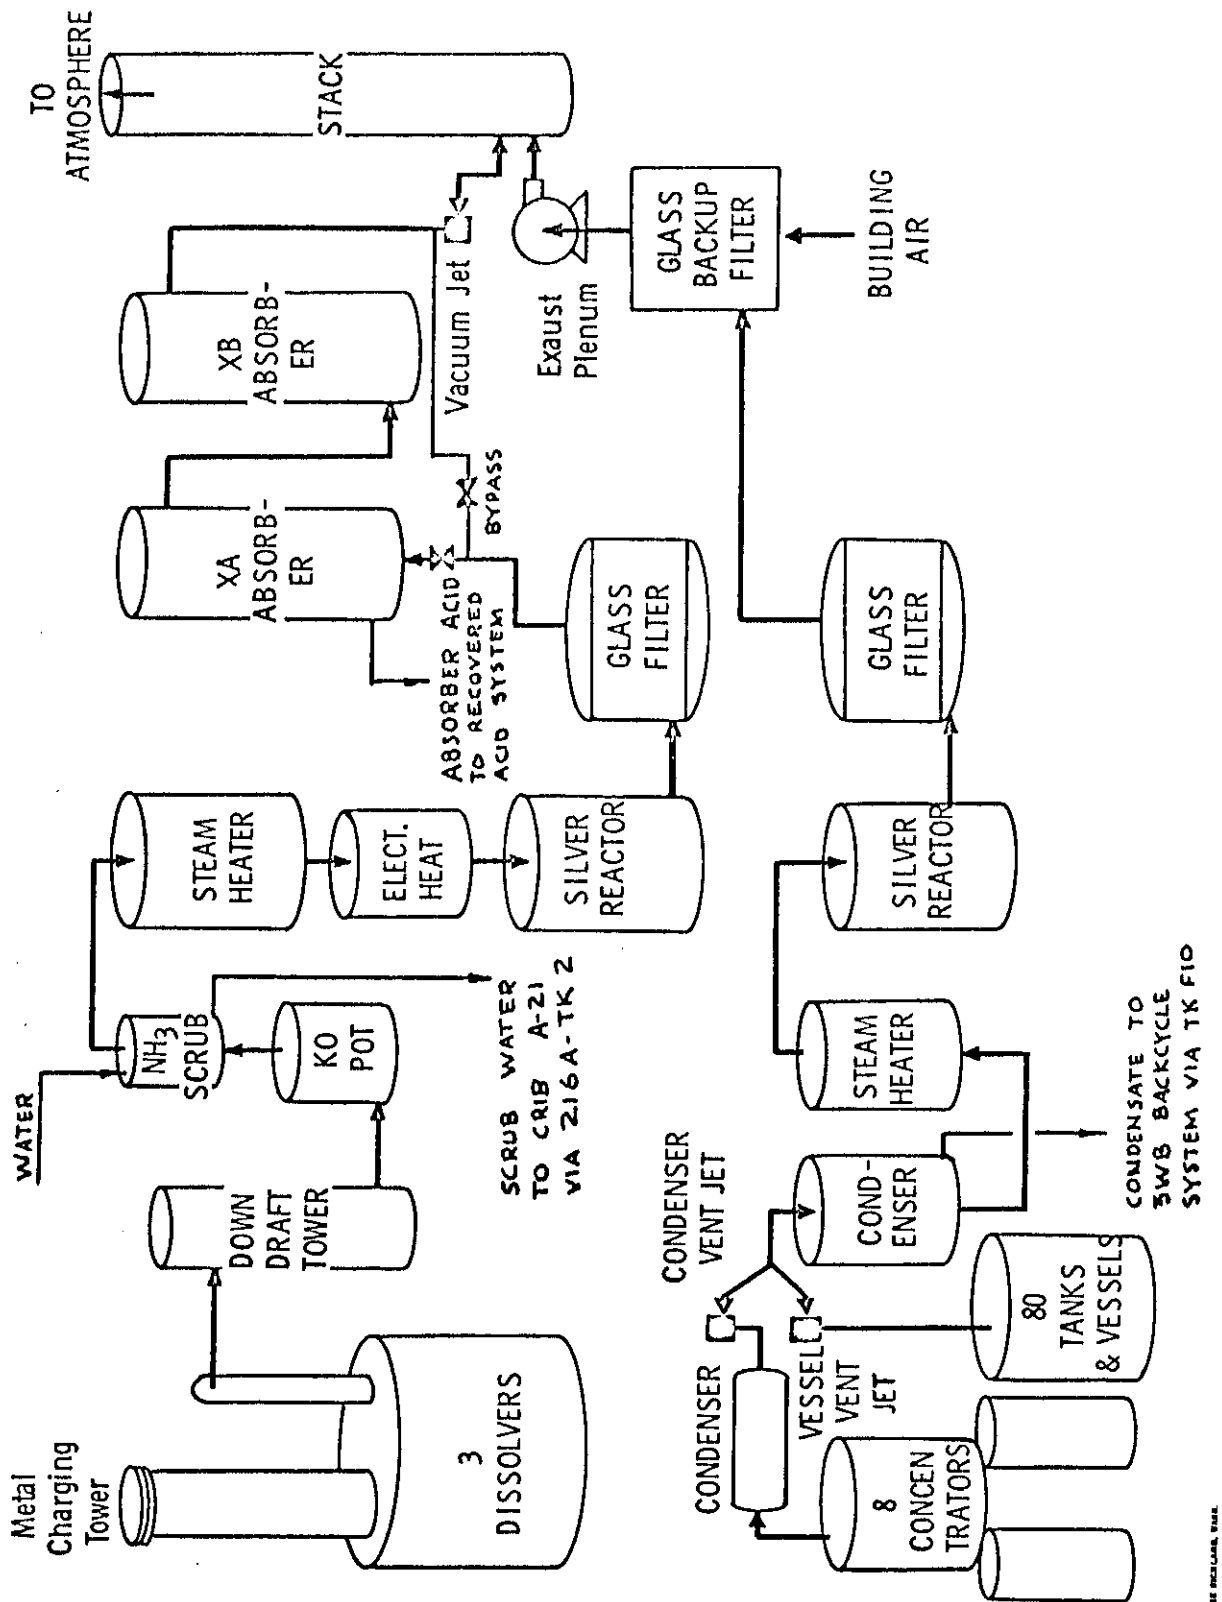 Metal
Charging
Tower
3
DISSOLVERS
DOWN
DRAFT
TOWER
WATER
NH3
SCRUB
KO
POT
SCRUB WATER
TO CRIB A-21
VIA 216A-TK 2
STEAM
HEATER
ELECT.
HEAT
SILVER
REACTOR
ABSORBER ACID
TO RECOVERED
ACID SYSTEM
GLASS
FILTER
BYPASS
XA
ABSORB-
ER
XB
ABSORB-
ER
Vacuum Jet
TO
ATMOSPHERE
STACK
Exaust
Plenum
GLASS
BACKUP
FILTER
BUILDING
AIR
8
CONCEN
TRATORS
CONDENSER
VESSEL
VENT
JET
80
TANKS
& VESSELS
CONDENSER
VENT JET
COND-
ENSER
CONDENSATE TO
3WB BACKCYCLE
SYSTEM VIA TK F10
STEAM
HEATER
SILVER
REACTOR
GLASS
FILTER